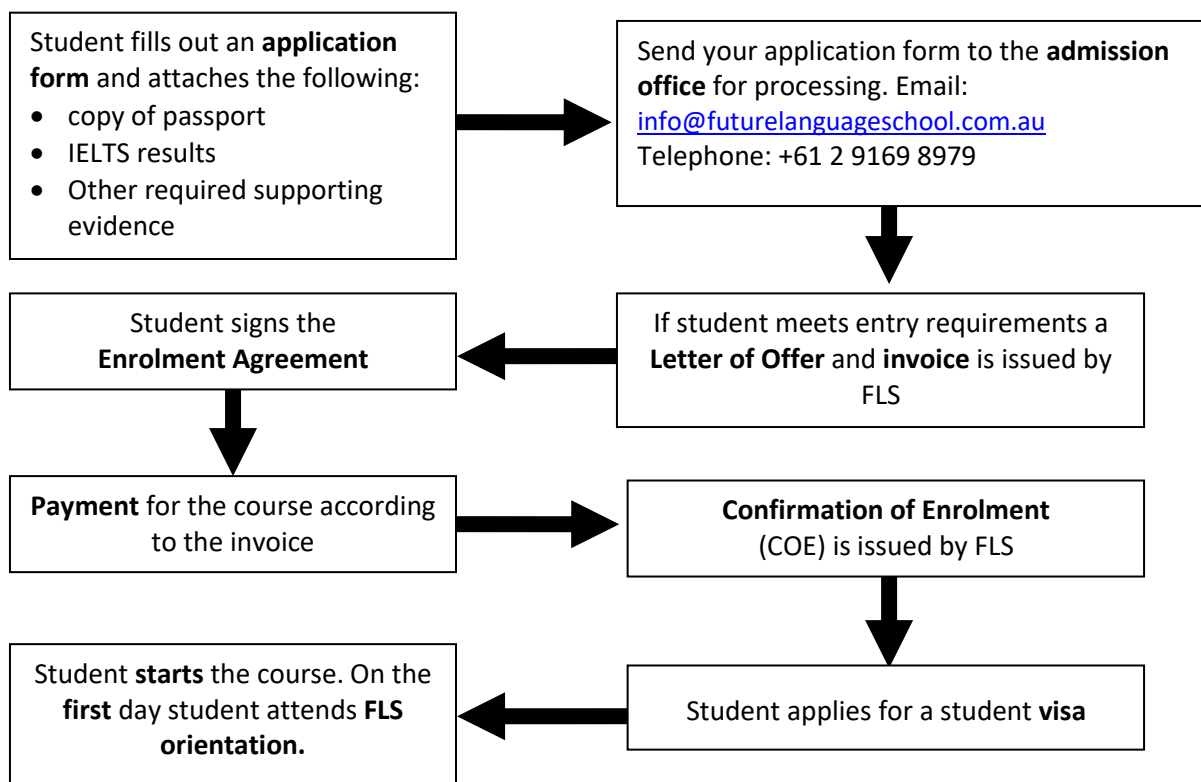 Student fills out an application
form and attaches the following:
• copy of passport
• IELTS results
• Other required supporting
evidence
Send your application form to the admission
office for processing. Email:
info@futurelanguageschool.com.au
Telephone: +61 2 9169 8979
If student meets entry requirements a
Letter of Offer and invoice is issued by
FLS
Student signs the
Enrolment Agreement
Payment for the course according
to the invoice
Confirmation of Enrolment
(COE) is issued by FLS
Student applies for a student visa
Student starts the course. On the
first day student attends FLS
orientation.